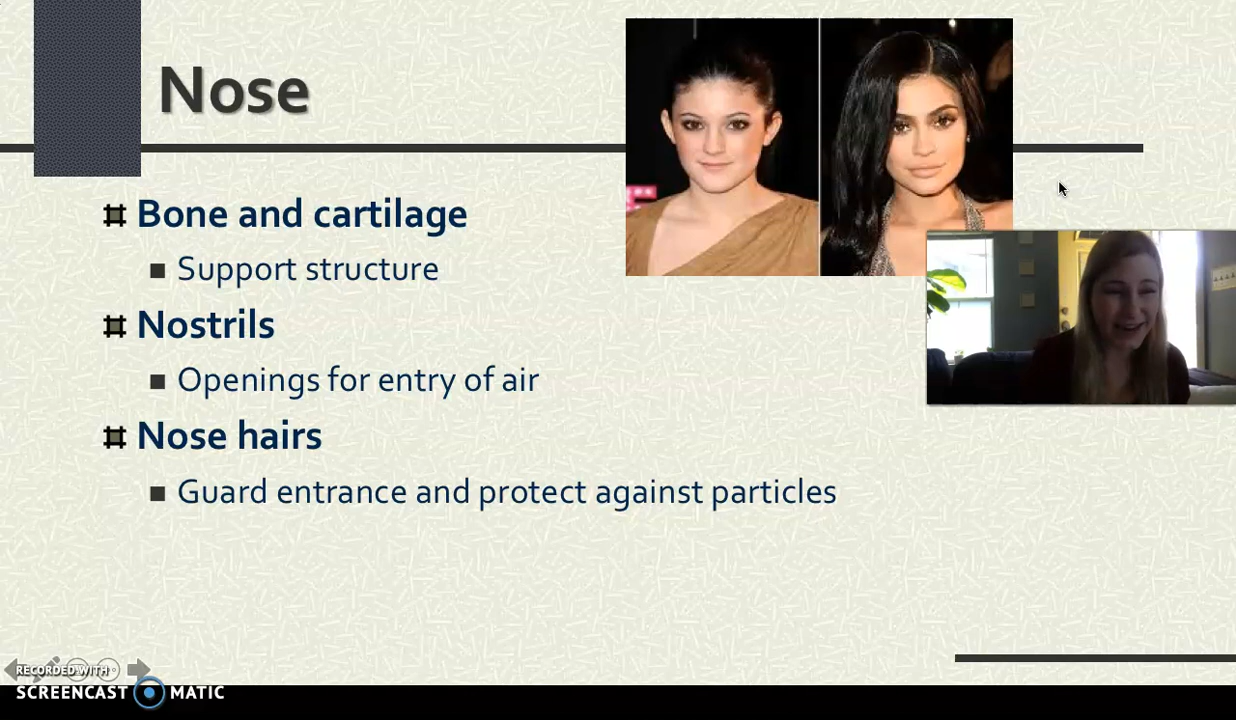 Nose
Bone and cartilage
Support structure
Nostrils
Openings for entry of air
Nose hairs
Guard entrance and protect against particles
RECORDED WITH
SCREENCAST MATIC